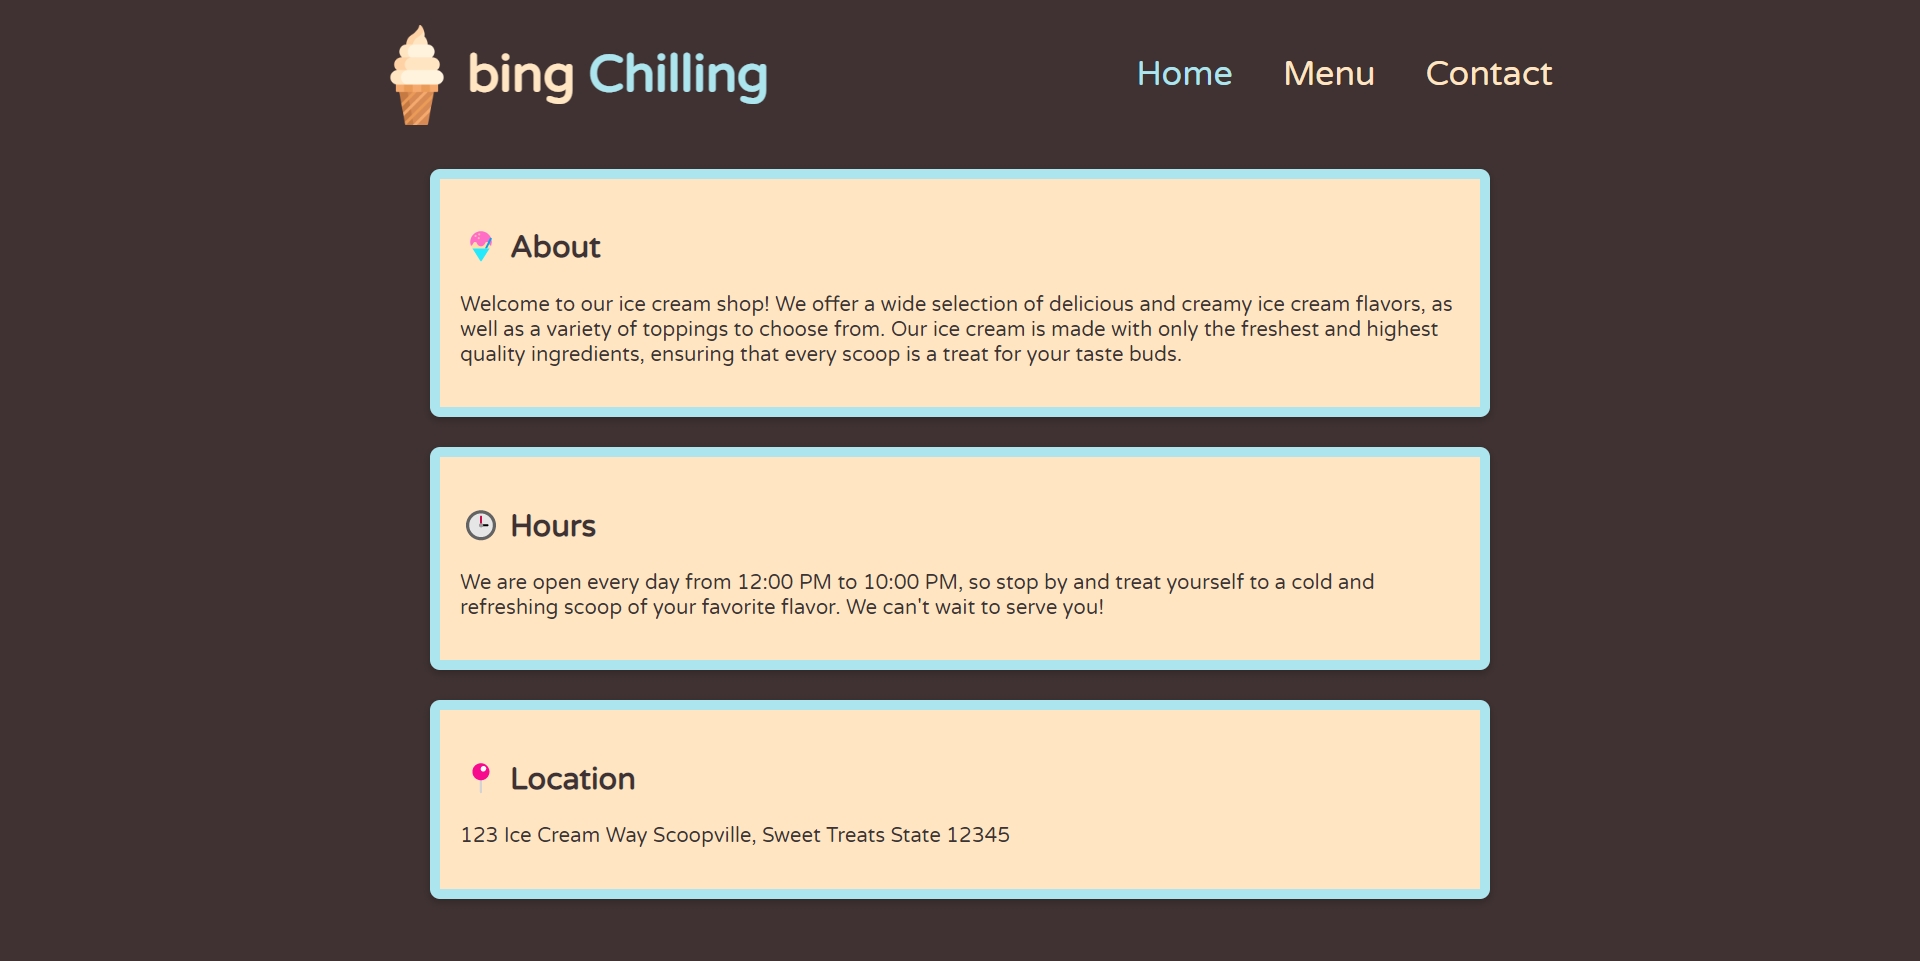 bing Chilling
Home Menu Contact
About
Welcome to our ice cream shop! We offer a wide selection of delicious and creamy ice cream flavors, as
well as a variety of toppings to choose from. Our ice cream is made with only the freshest and highest
quality ingredients, ensuring that every scoop is a treat for your taste buds.
Hours
We are open every day from 12:00 PM to 10:00 PM, so stop by and treat yourself to a cold and
refreshing scoop of your favorite flavor. We can't wait to serve you!
Location
123 Ice Cream Way Scoopville, Sweet Treats State 12345